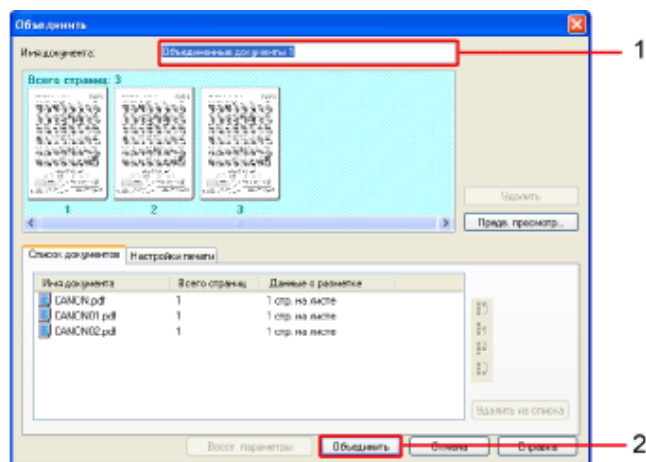 Объединить
Имя документа: Объединенные документы 1
1
Всего страниц: 3
1 2 3
Удалить
Предв. просмотр...
Список документов Настройки печати
Имя документа Всего страниц Данные о разметке
CANON.pdf 1 1 стр. на листе
CANON01.pdf 1 1 стр. на листе
CANON02.pdf 1 1 стр. на листе
Удалить из списка
Восст. параметры Объединить Отмена Справка
2